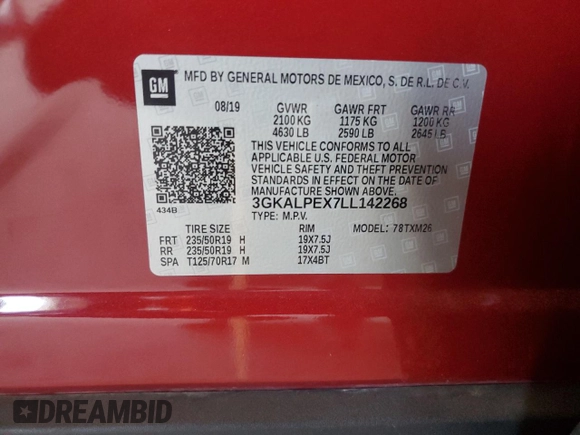 GM
MFD BY GENERAL MOTORS DE MEXICO, S. DE R.L. DE C.V.
08/19 GVWR GAWR FRT GAWR RR
2100 KG 1175 KG 1200 KG
4630 LB 2590 LB 2645 LB
THIS VEHICLE CONFORMS TO ALL
APPLICABLE U.S. FEDERAL MOTOR
VEHICLE SAFETY AND THEFT PREVENTION
STANDARDS IN EFFECT ON THE DATE OF
MANUFACTURE SHOWN ABOVE.
434B 3GKALPEX7LL142268
TYPE: M.P.V.
TIRE SIZE RIM MODEL: 78TXM26
FRT 235/50R19 H 19X7.5J
RR 235/50R19 H 19X7.5J
SPA T125/70R17 M 17X4BT
DREAMBID